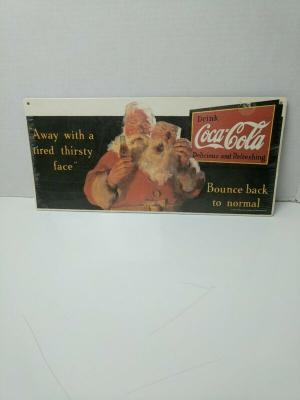 "Away with a
tired thirsty
face"
Drink
Coca-Cola
Delicious and Refreshing
Bounce back
to normal